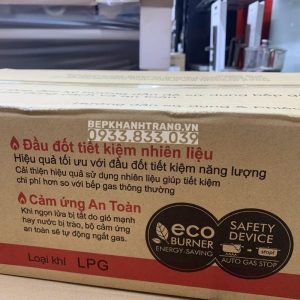 BEPKHANHTRANG.VN
0933.833.039
Đầu đốt tiết kiệm nhiên liệu
Hiệu quả tối ưu với đầu đốt tiết kiệm năng lượng
Cải thiện hiệu quả sử dụng nhiên liệu giúp tiết kiệm
chi phí hơn so với bếp gas thông thường
Cảm ứng An Toàn
Khi ngọn lửa bị tắt do gió mạnh
hay nước bị trào, bộ cảm ứng
an toàn sẽ tự động ngắt gas.
Loại khí LPG
eco
BURNER
ENERGY-SAVING
SAFETY
DEVICE
stop!
AUTO GAS STOP